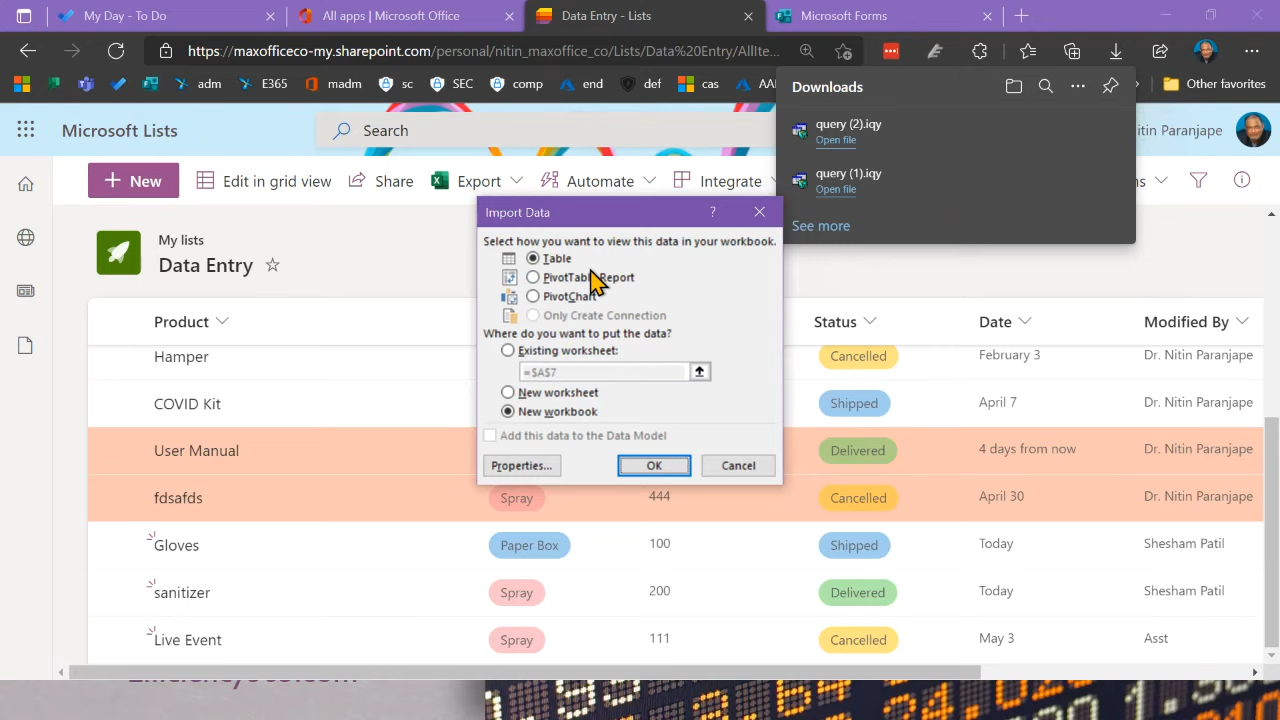 My Day - To Do
All apps | Microsoft Office
Data Entry - Lists
Microsoft Forms
https://maxofficeco-my.sharepoint.com/personal/nitin_maxoffice_co/Lists/Data%20Entry/AllIte...
adm
E365
madm
sc
SEC
comp
end
def
cas
Other favorites
Downloads
query (2).iqy
Open file
query (1).iqy
Open file
See more
Microsoft Lists
Search
itin Paranjape
New
Edit in grid view
Share
Export
Automate
Integrate
My lists
Data Entry
Import Data
?
Select how you want to view this data in your workbook.
Table
PivotTable Report
PivotChart
Only Create Connection
Where do you want to put the data?
Existing worksheet:
=$A$7
New worksheet
New Workbook
Add this data to the Data Model
Properties...
OK
Cancel
Product
Status
Date
Modified By
Hamper
Cancelled
February 3
Dr. Nitin Paranjape
COVID Kit
Shipped
April 7
Dr. Nitin Paranjape
User Manual
Delivered
4 days from now
Dr. Nitin Paranjape
fdsafds
Spray
444
Cancelled
April 30
Dr. Nitin Paranjape
Gloves
Paper Box
100
Shipped
Today
Shesham Patil
sanitizer
Spray
200
Delivered
Today
Shesham Patil
Live Event
Spray
111
Cancelled
May 3
Asst